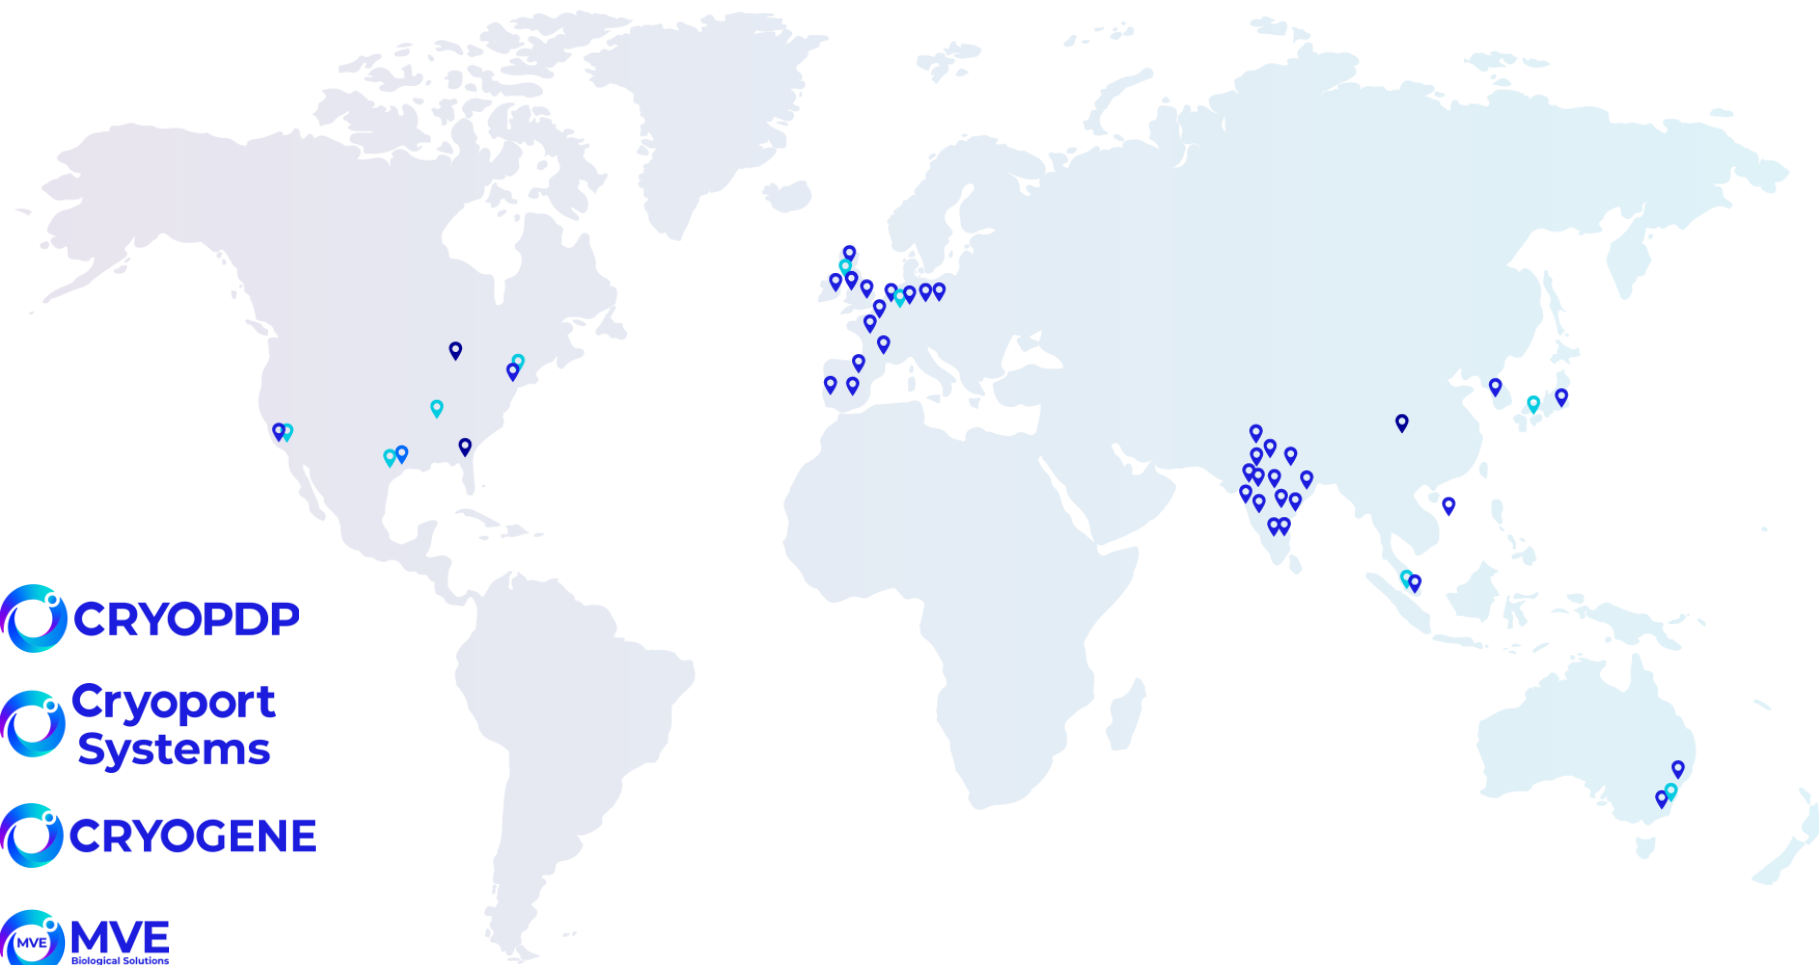 CRYOPDP
Cryoport
Systems
CRYOGENE
MVE
MVE
Biological Solutions